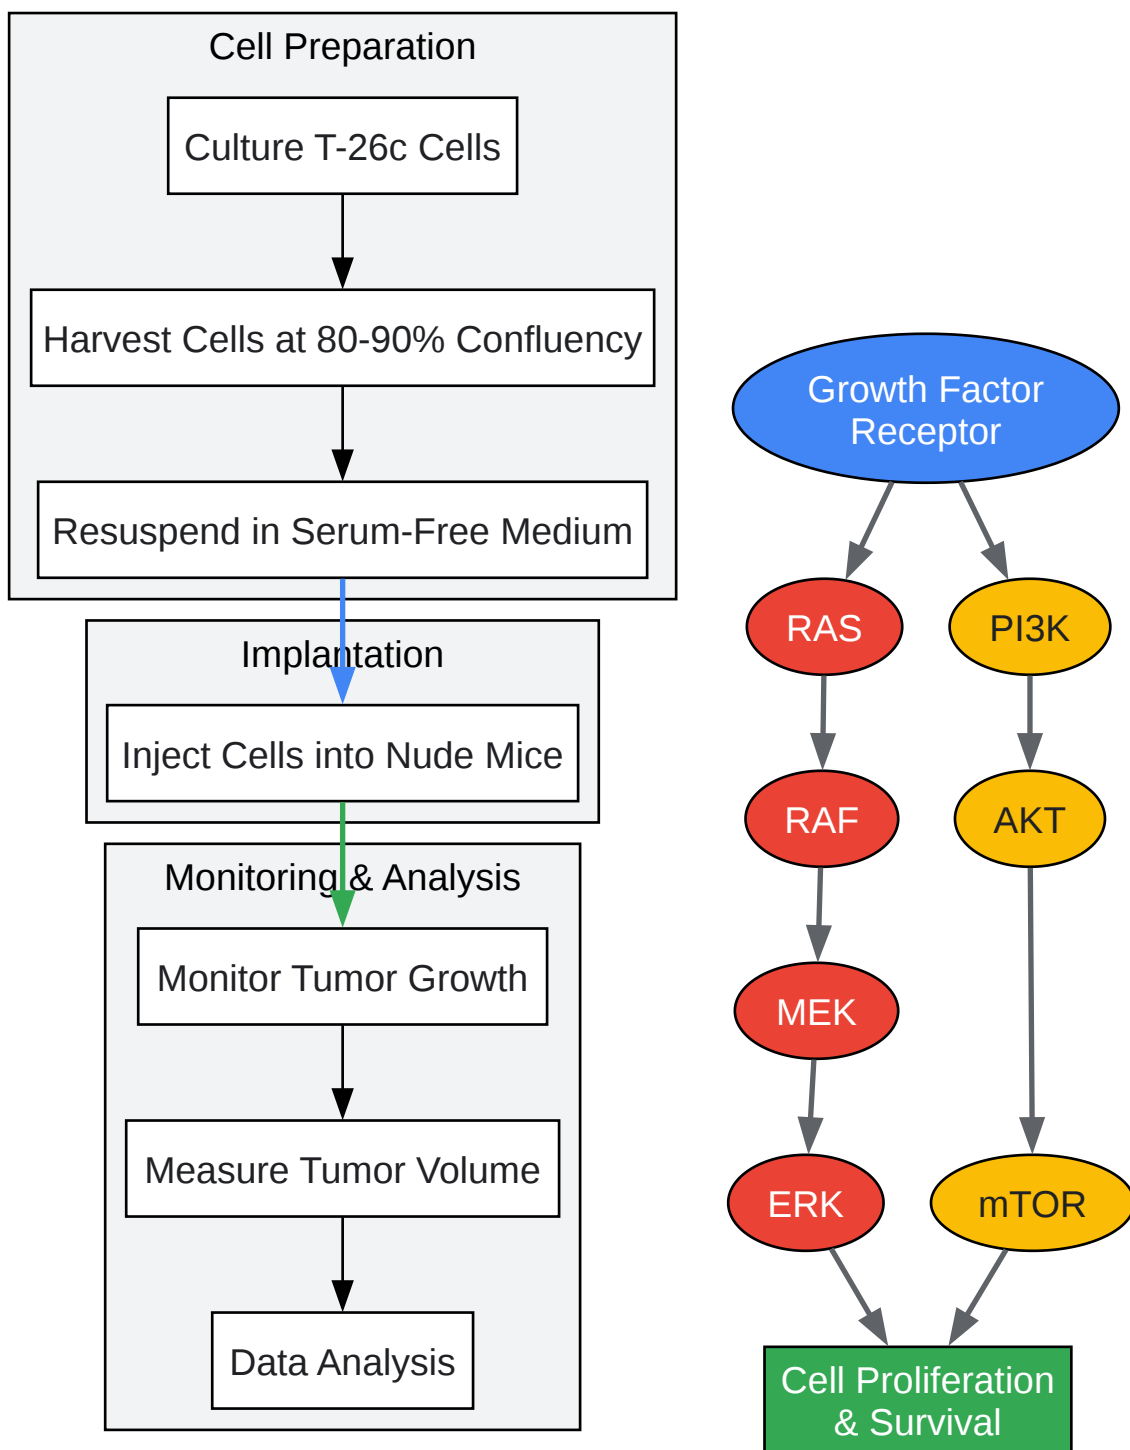 Cell Preparation
Culture T-26c Cells
Harvest Cells at 80-90% Confluency
Resuspend in Serum-Free Medium
Implantation
Inject Cells into Nude Mice
Monitoring & Analysis
Monitor Tumor Growth
Measure Tumor Volume
Data Analysis
Growth Factor
Receptor
RAS
PI3K
RAF
AKT
MEK
ERK
mTOR
Cell Proliferation
& Survival